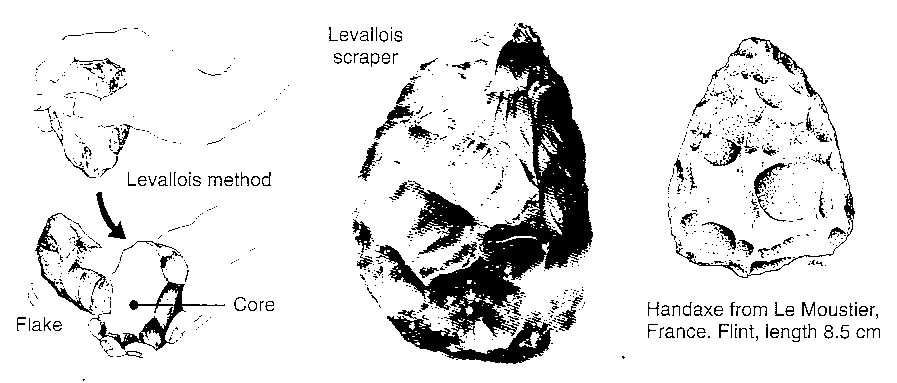 Levallois
scraper
Levallois method
Core
Flake
Handaxe from Le Moustier,
France. Flint, length 8.5 cm